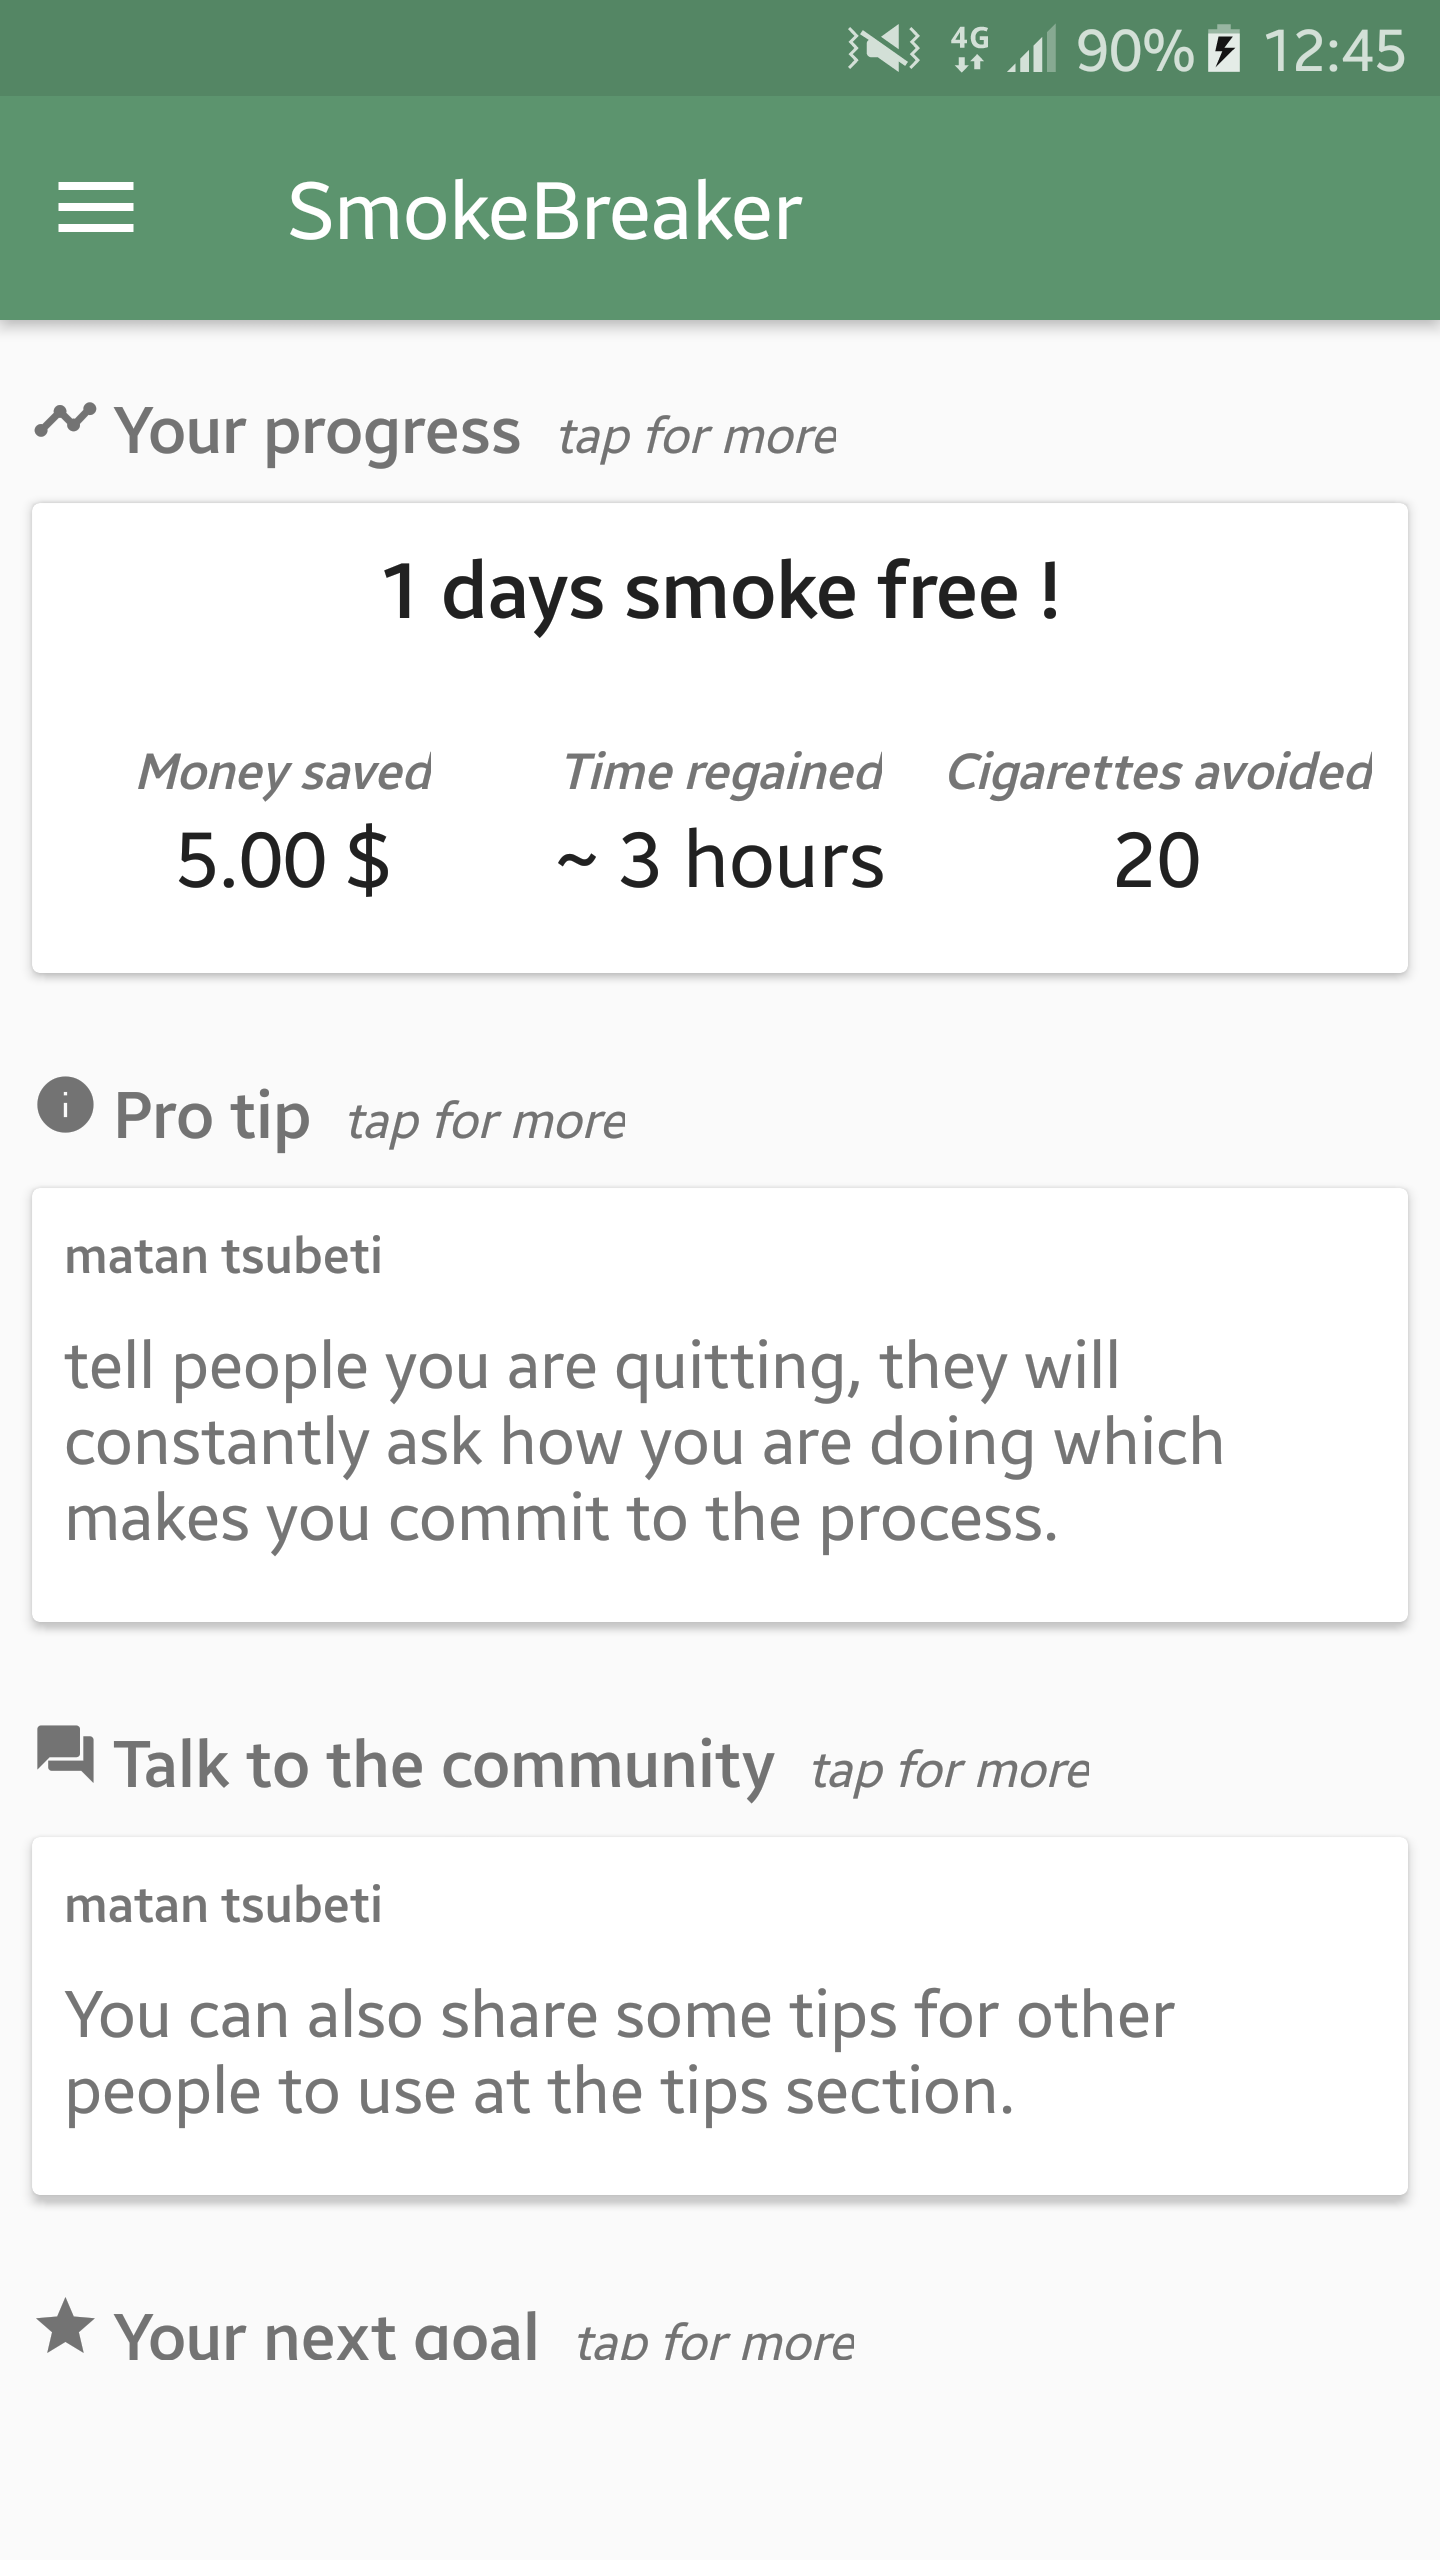 4G 90% 12:45
SmokeBreaker
Your progress tap for more
1 days smoke free !
Money saved Time regained Cigarettes avoided
5.00 $ ~ 3 hours 20
Pro tip tap for more
matan tsubeti
tell people you are quitting, they will
constantly ask how you are doing which
makes you commit to the process.
Talk to the community tap for more
matan tsubeti
You can also share some tips for other
people to use at the tips section.
Your next goal tap for more